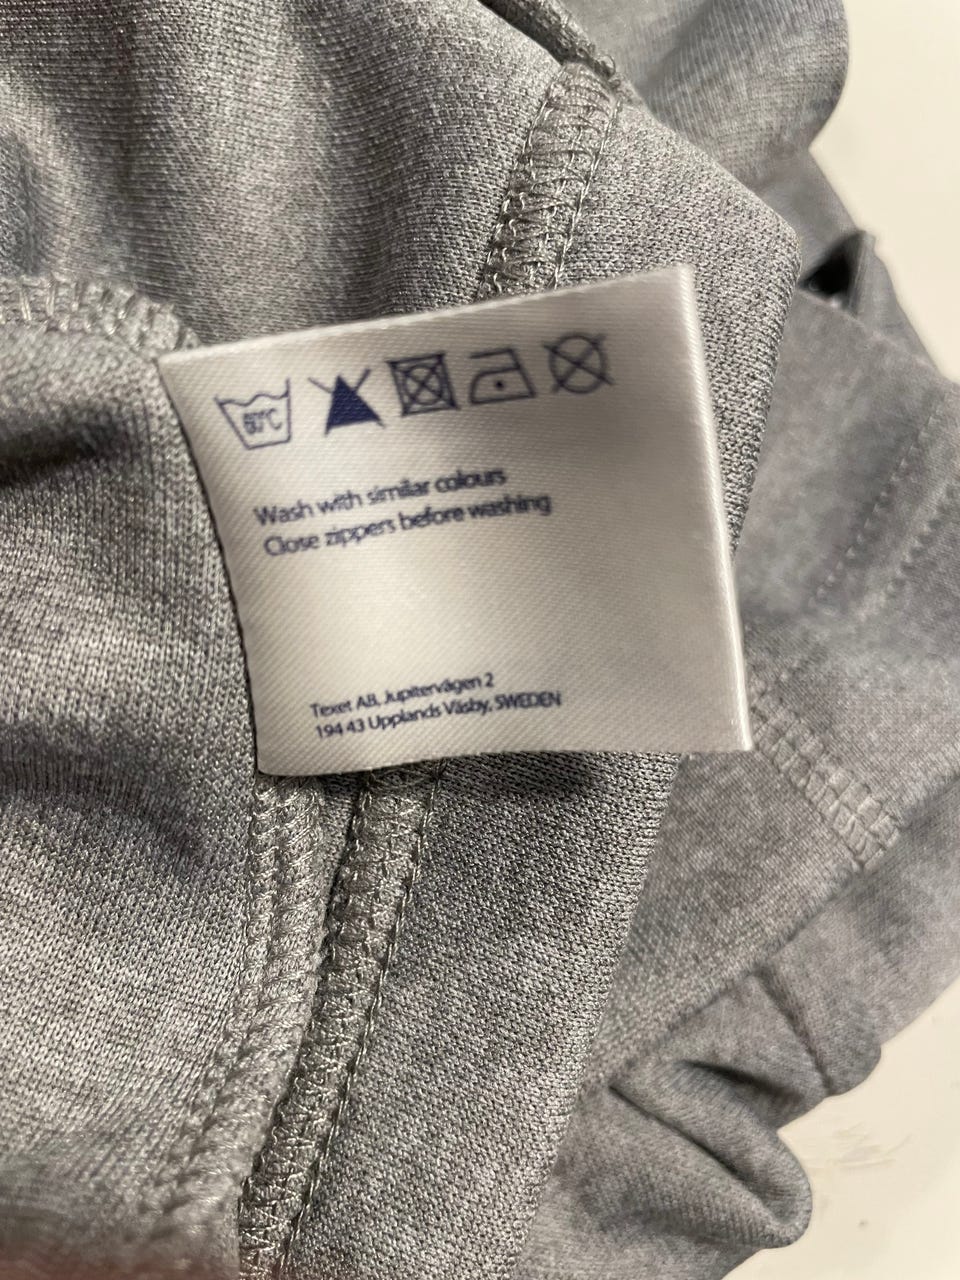 60°C
Wash with similar colours
Close zippers before washing
Texet AB, Jupitervägen 2
194 43 Upplands Väsby, SWEDEN